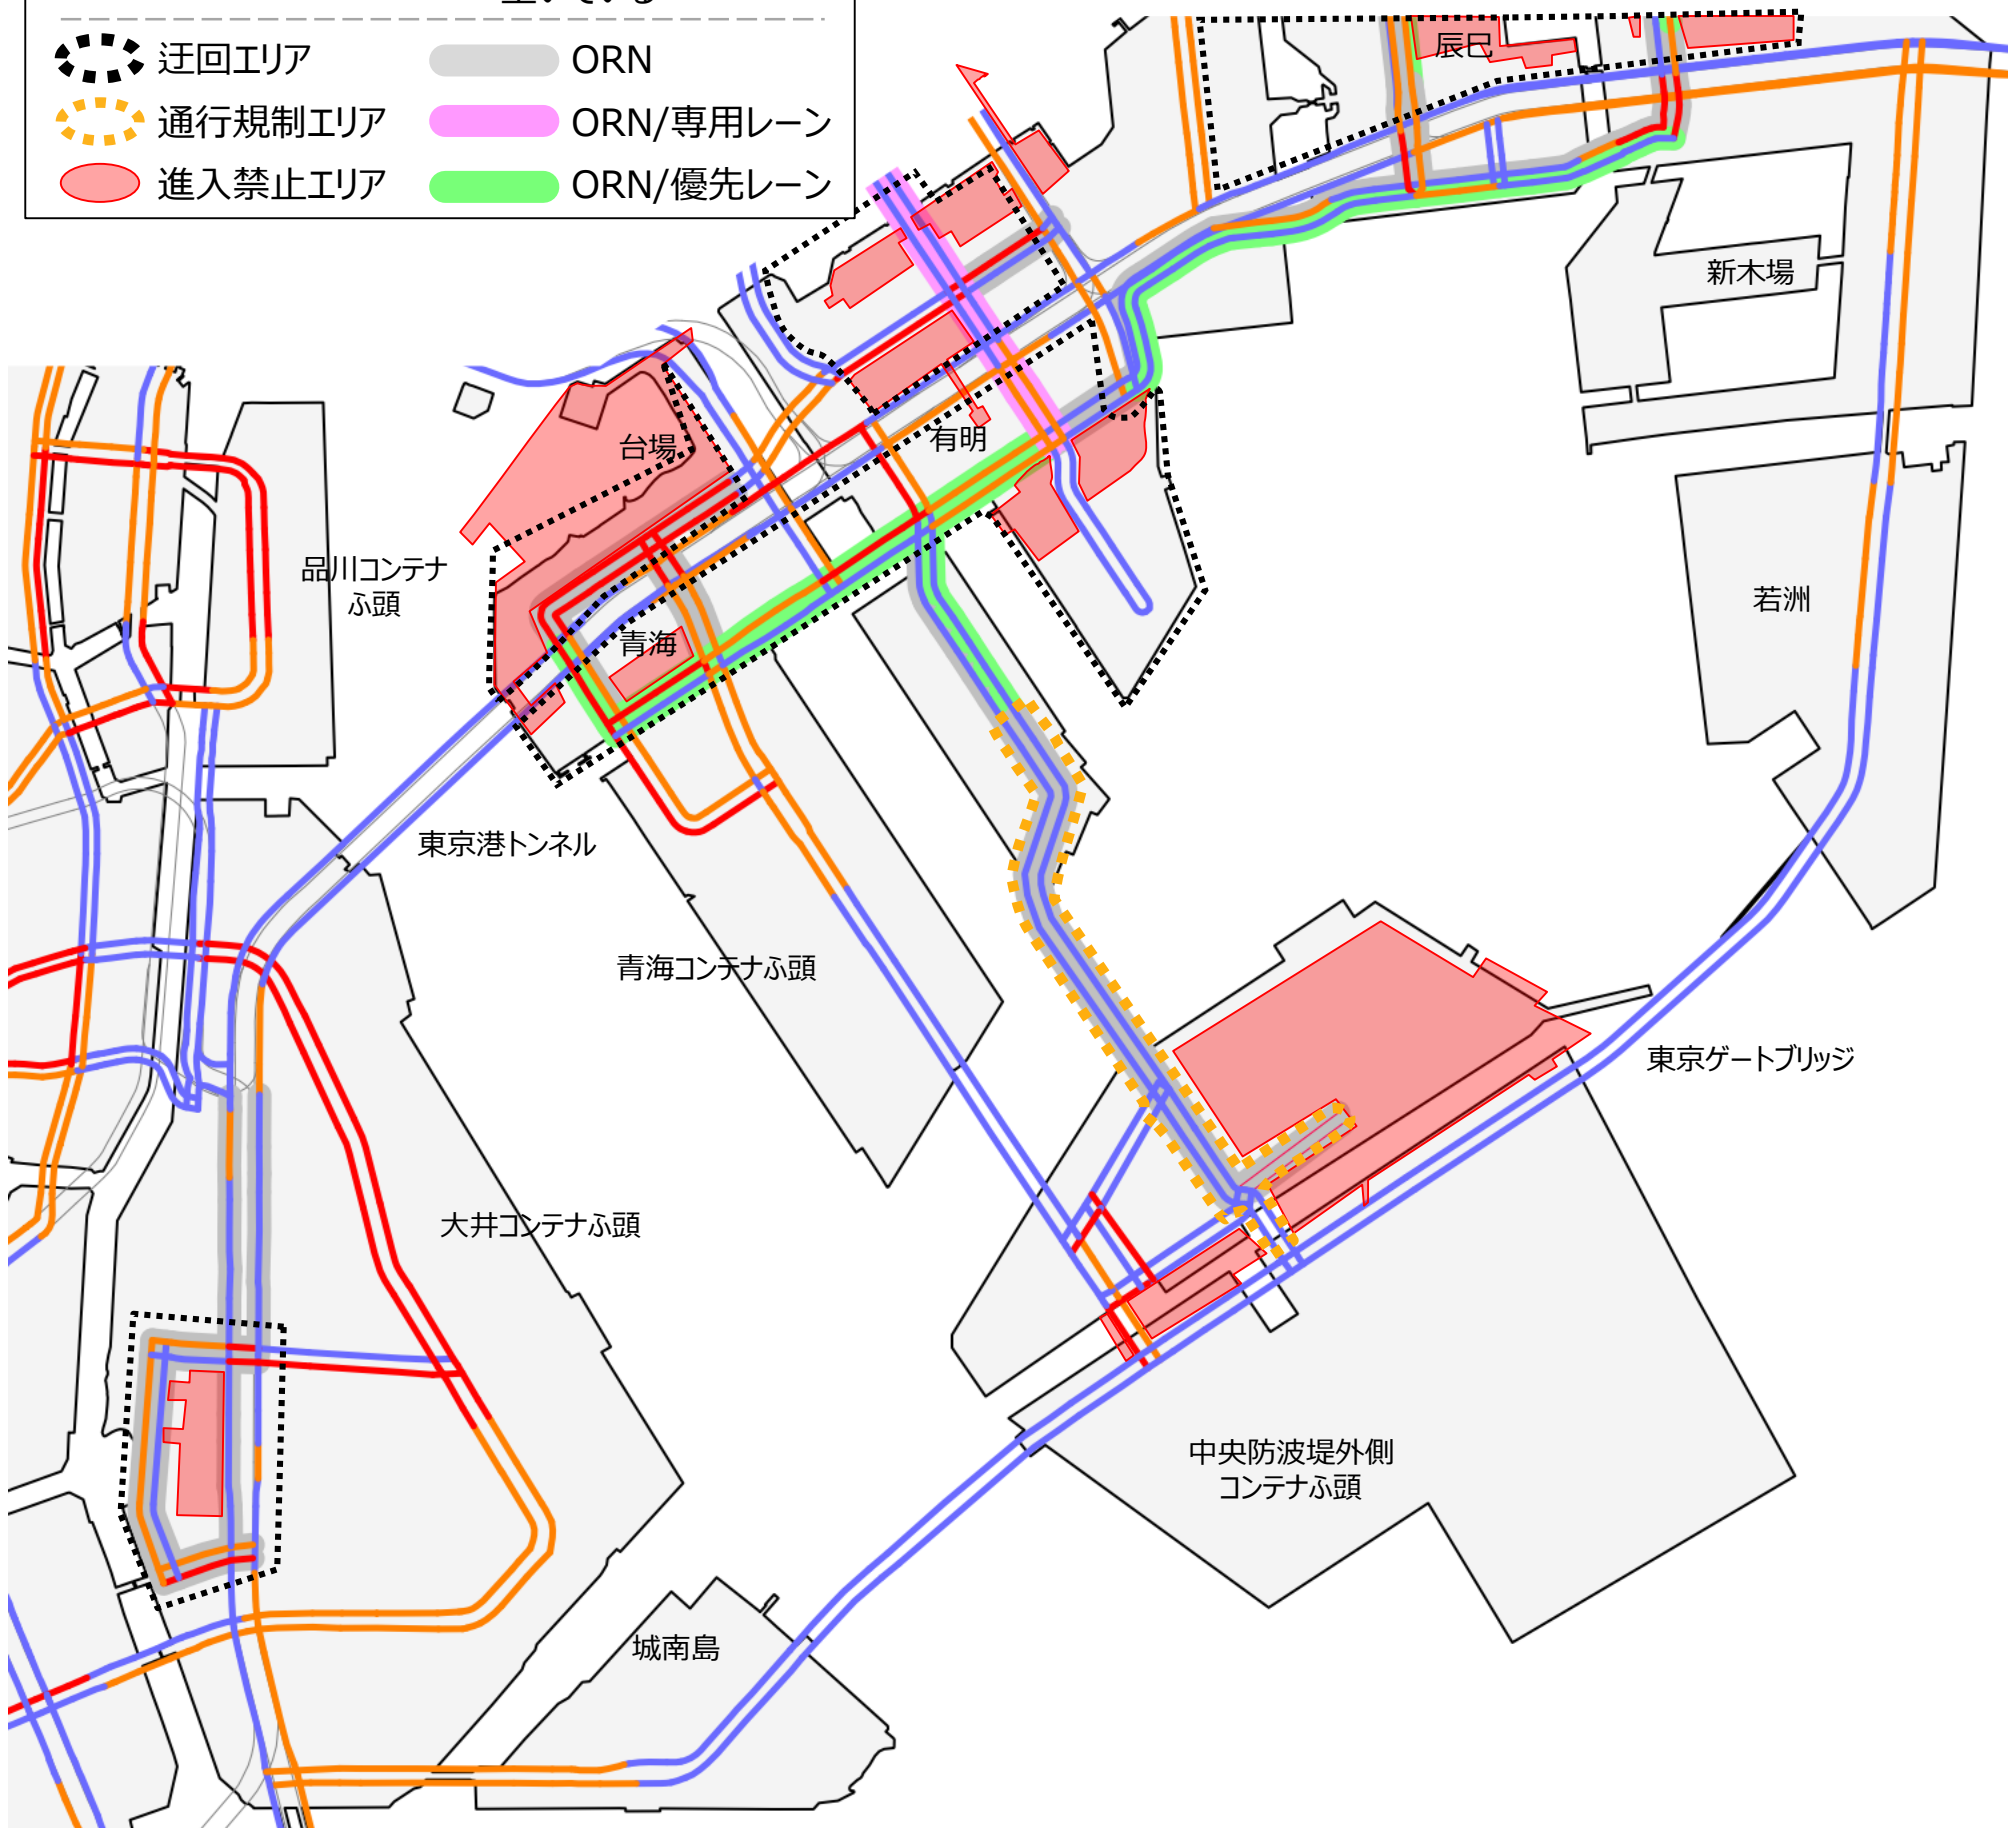 空いている
迂回エリア
ORN
通行規制エリア
ORN/専用レーン
進入禁止エリア
ORN/優先レーン
辰巳
新木場
有明
台場
品川コンテナ
ふ頭
若洲
青海
東京港トンネル
青海コンテナふ頭
東京ゲートブリッジ
大井コンテナふ頭
中央防波堤外側
コンテナふ頭
城南島